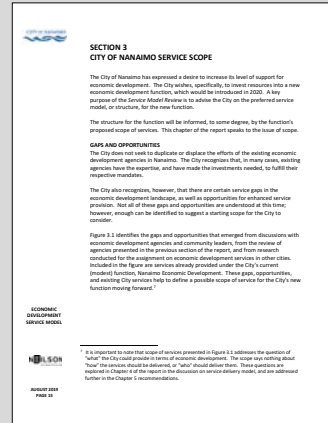 CITY OF NANAIMO
SECTION 3
CITY OF NANAIMO SERVICE SCOPE
The City of Nanaimo has expressed a desire to increase its level of support for
economic development. The City wishes, specifically, to invest resources into a new
economic development function, which would be introduced in 2020. A key
purpose of the Service Model Review is to advise the City on the preferred service
model, or structure, for the new function.
The structure for the function will be informed, to some degree, by the function's
proposed scope of services. This chapter of the report speaks to the issue of scope.
GAPS AND OPPORTUNITIES
The City does not seek to duplicate or displace the efforts of the existing economic
development agencies in Nanaimo. The City recognizes that, in many cases, existing
agencies have the expertise, and have made the investments needed, to fulfill their
respective mandates.
The City also recognizes, however, that there are certain service gaps in the
economic development landscape, as well as opportunities for enhanced service
provision. Not all of these gaps and opportunities are understood at this time;
however, enough can be identified to suggest a starting scope for the City to
consider.
Figure 3.1 identifies the gaps and opportunities that emerged from discussions with
economic development agencies and community leaders, from the review of
agencies presented in the previous section of the report, and from research
conducted for the assignment on economic development services in other cities.
Included in the figure are services already provided under the City's current
(modest) function, Nanaimo Economic Development. These gaps, opportunities,
and existing City services help to define a possible scope of service for the City's new
function moving forward.7
ECONOMIC
DEVELOPMENT
SERVICE MODEL
7 It is important to note that scope of services presented in Figure 3.1 addresses the question of
"what" the City could provide in terms of economic development. The scope says nothing about
"how" the services should be delivered, or "who" should deliver them. These questions are
explored in Chapter 4 of the report in the discussion on service delivery model, and are addressed
further in the Chapter 5 recommendations.
NEILSON
AUGUST 2019
PAGE 15